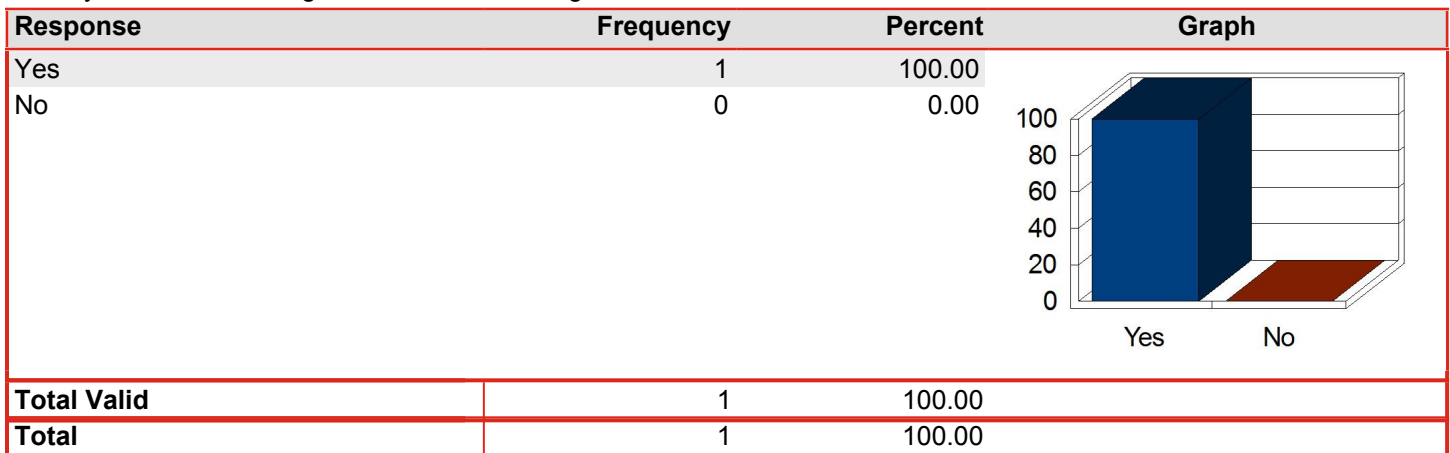 Response Frequency Percent Graph
Yes 1 100.00
No 0 0.00
100
80
60
40
20
0
Yes No
Total Valid 1 100.00
Total 1 100.00